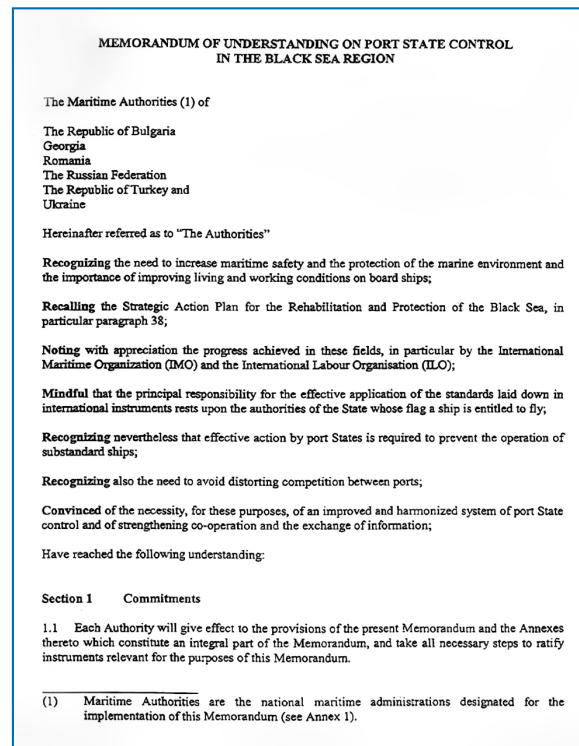 MEMORANDUM OF UNDERSTANDING ON PORT STATE CONTROL
IN THE BLACK SEA REGION
The Maritime Authorities (1) of
The Republic of Bulgaria
Georgia
Romania
The Russian Federation
The Republic of Turkey and
Ukraine
Hereinafter referred as to "The Authorities"
Recognizing the need to increase maritime safety and the protection of the marine environment and
the importance of improving living and working conditions on board ships;
Recalling the Strategic Action Plan for the Rehabilitation and Protection of the Black Sea, in
particular paragraph 38;
Noting with appreciation the progress achieved in these fields, in particular by the International
Maritime Organization (IMO) and the International Labour Organisation (ILO);
Mindful that the principal responsibility for the effective application of the standards laid down in
international instruments rests upon the authorities of the State whose flag a ship is entitled to fly;
Recognizing nevertheless that effective action by port States is required to prevent the operation of
substandard ships;
Recognizing also the need to avoid distorting competition between ports;
Convinced of the necessity, for these purposes, of an improved and harmonized system of port State
control and of strengthening co-operation and the exchange of information;
Have reached the following understanding:
Section 1 Commitments
1.1 Each Authority will give effect to the provisions of the present Memorandum and the Annexes
thereto which constitute an integral part of the Memorandum, and take all necessary steps to ratify
instruments relevant for the purposes of this Memorandum.
(1) Maritime Authorities are the national maritime administrations designated for the
implementation of this Memorandum (see Annex 1).